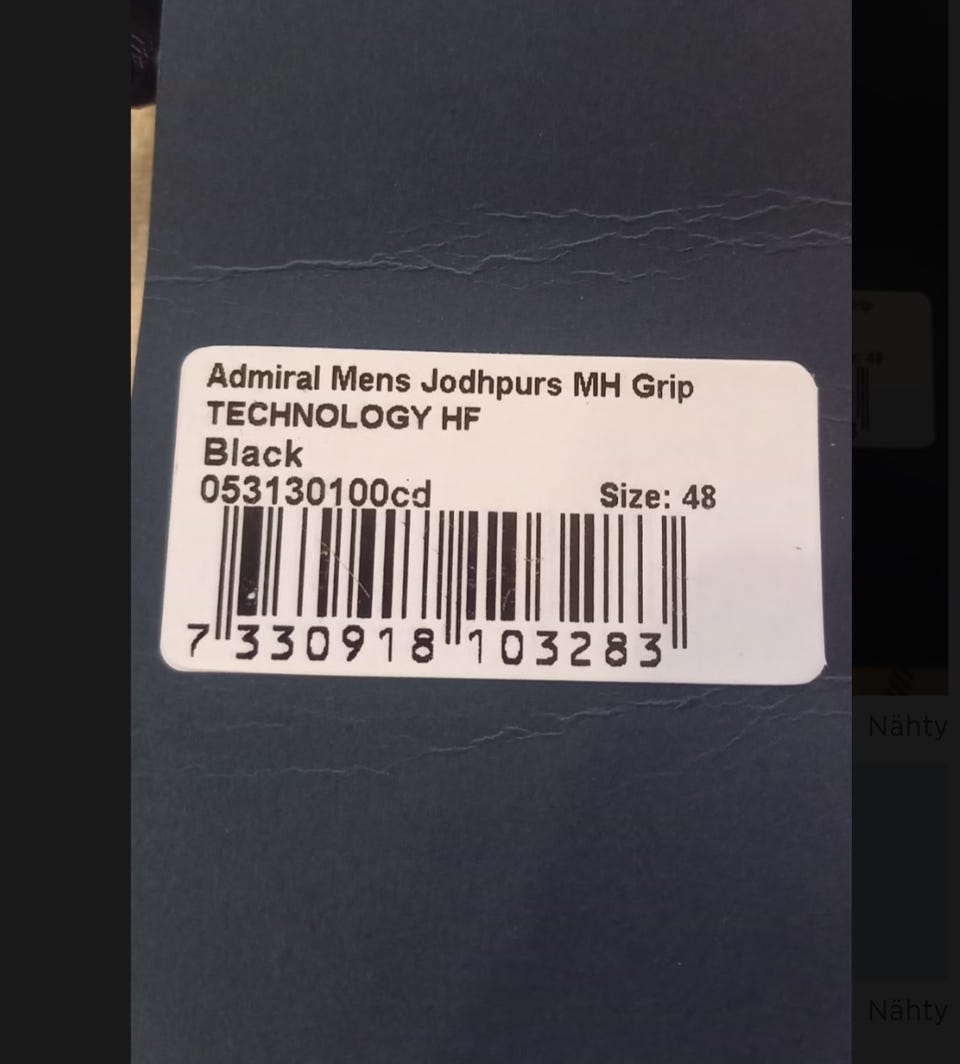 Admiral Mens Jodhpurs MH Grip
TECHNOLOGY HF
Black
053130100cd Size: 48
7 330918 103283
Nähty
Nähty